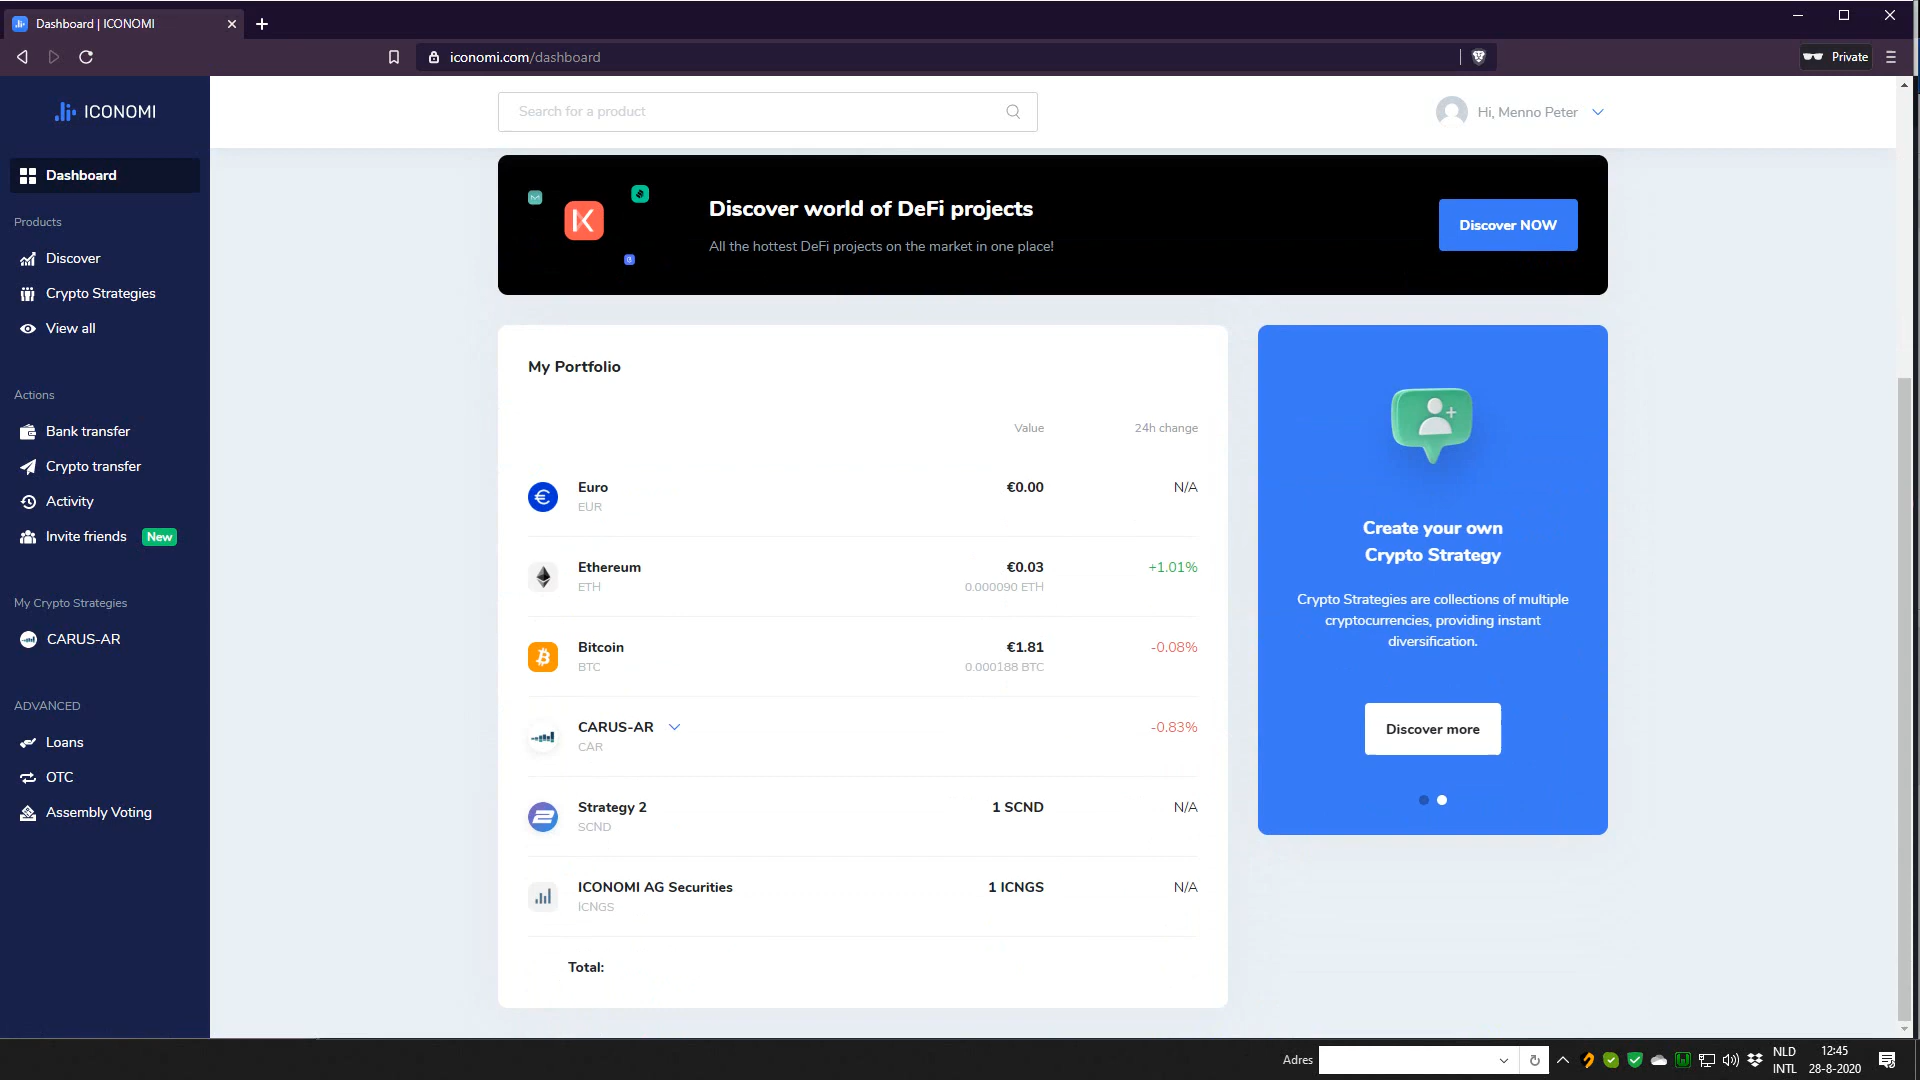 Dashboard | ICONOMI
iconomi.com/dashboard
Private
ICONOMI
Search for a product
Hi, Menno Peter
Dashboard
Products
Discover
Crypto Strategies
View all
Actions
Bank transfer
Crypto transfer
Activity
Invite friends New
My Crypto Strategies
CARUS-AR
ADVANCED
Loans
OTC
Assembly Voting
Discover world of DeFi projects
All the hottest DeFi projects on the market in one place!
Discover NOW
My Portfolio
Value 24h change
Euro €0.00 N/A
EUR
Ethereum €0.03 +1.01%
ETH 0.000090 ETH
Bitcoin €1.81 -0.08%
BTC 0.000188 BTC
CARUS-AR -0.83%
CAR
Strategy 2 1 SCND N/A
SCND
ICONOMI AG Securities 1 ICNGS N/A
ICNGS
Total:
Create your own
Crypto Strategy
Crypto Strategies are collections of multiple
cryptocurrencies, providing instant
diversification.
Discover more
Adres
NLD 12:45
INTL 28-8-2020